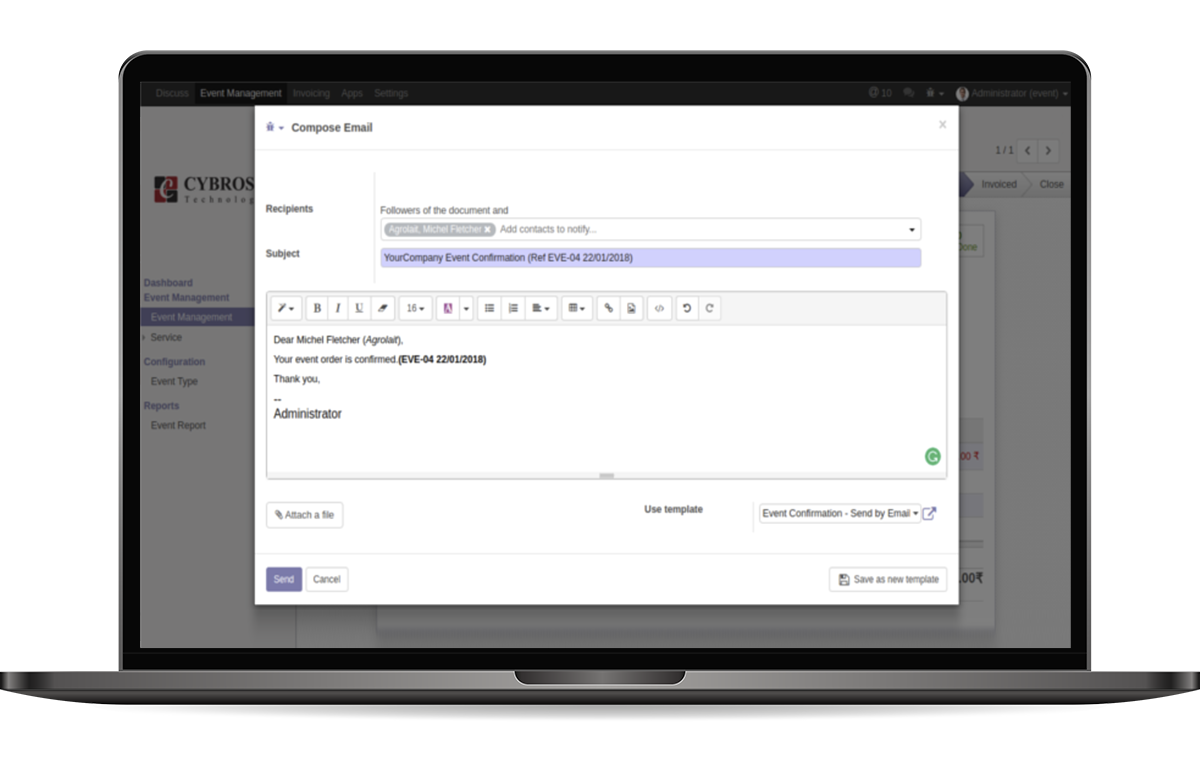 Discuss Event Management Invoicing Apps Settings
10 Administrator (event)
Compose Email
×
1 / 1
Invoiced Close
CYBROS
Technolog
Recipients
Followers of the document and
Agrolait, Michel Fletcher × Add contacts to notify...
Subject
YourCompany Event Confirmation (Ref EVE-04 22/01/2018)
Dashboard
Event Management
Event Management
Service
Configuration
Event Type
Reports
Event Report
B I U 16 A
Dear Michel Fletcher (Agrolait),
Your event order is confirmed.(EVE-04 22/01/2018)
Thank you,
--
Administrator
.00 ₹
Attach a file
Use template
Event Confirmation - Send by Email
Send Cancel
Save as new template
.00₹